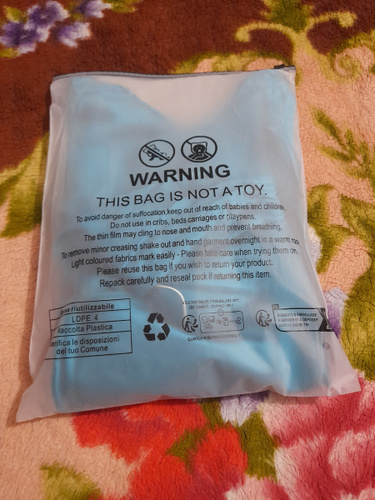 WARNING
THIS BAG IS NOT A TOY.
To avoid danger of suffocation,keep out of reach of babies and children.
Do not use in cribs, beds carriages or playpens.
The thin film may cling to nose and mouth and prevent breathing.
To remove minor creasing shake out and hang garment overnight in a warm room
Light coloured fabrics mark easily - Please take care when trying them on.
Please reuse this bag if you wish to return your product.
Repack carefully and reseal pack if returning this item.
riutilizzabile
LDPE 4
Raccolta Plastica
Verifica le disposizioni
del tuo Comune